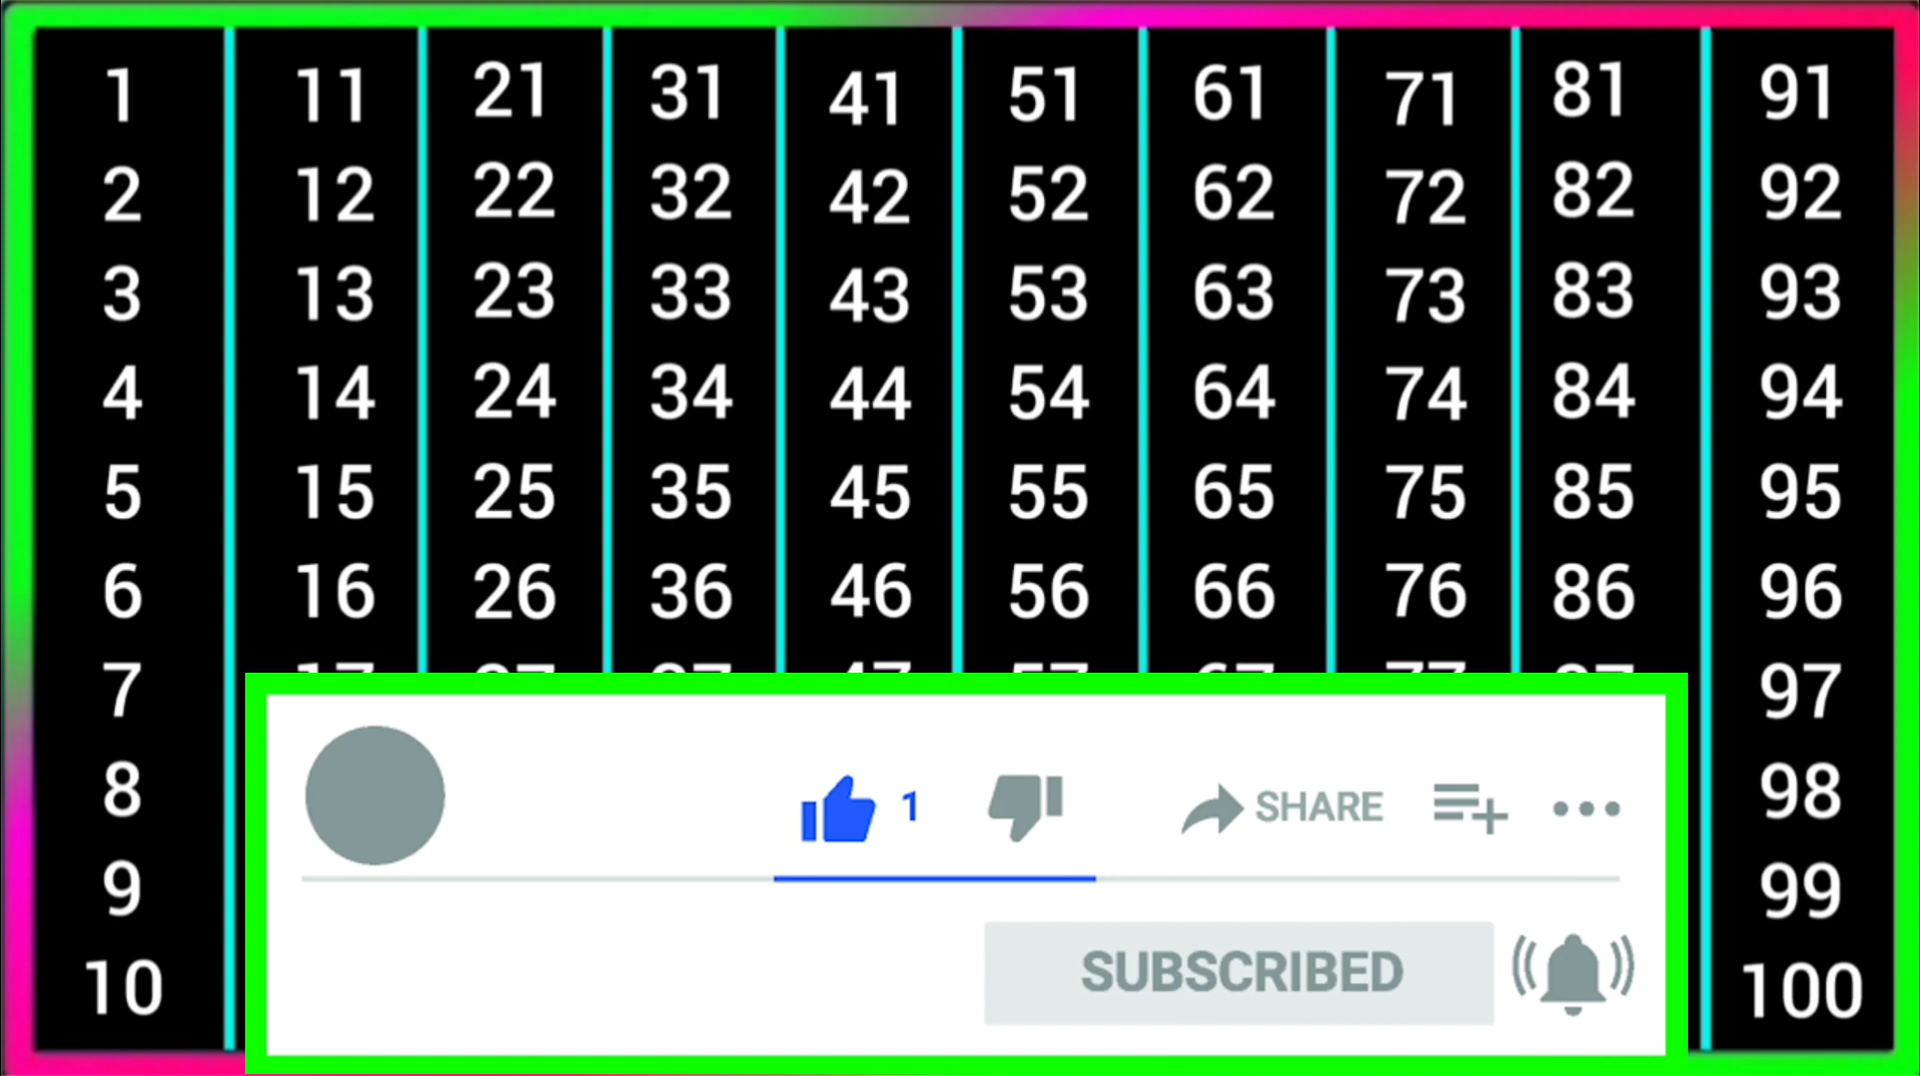 1 11 21 31 41 51 61 71 81 91
2 12 22 32 42 52 62 72 82 92
3 13 23 33 43 53 63 73 83 93
4 14 24 34 44 54 64 74 84 94
5 15 25 35 45 55 65 75 85 95
6 16 26 36 46 56 66 76 86 96
7 97
8 98
9 99
10 100
1 SHARE
SUBSCRIBED